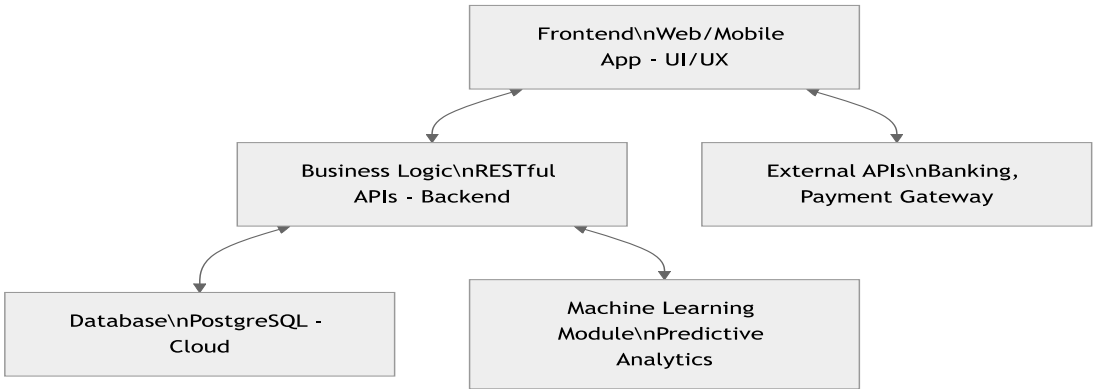 Frontend\nWeb/Mobile
App - UI/UX
Business Logic\nRESTful
APIs - Backend
External APIs\nBanking,
Payment Gateway
Database\nPostgreSQL -
Cloud
Machine Learning
Module\nPredictive
Analytics